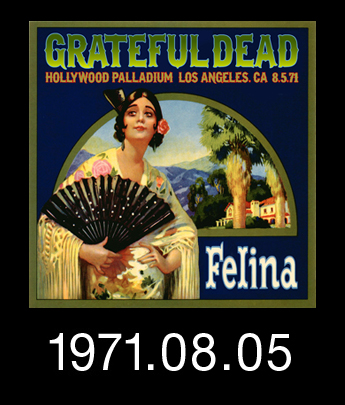 GRATEFUL DEAD
HOLLYWOOD PALLADIUM LOS ANGELES, CA 8.5.71
Felina
1971.08.05